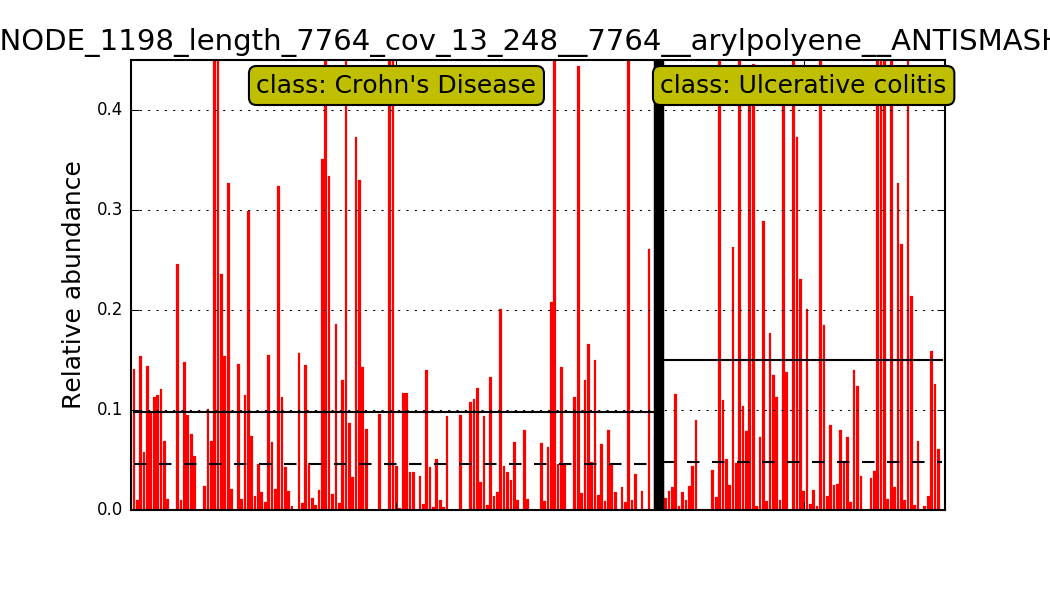 NODE_1198_length_7764_cov_13_248__7764__arylpolyene__ANTISMASH
class: Crohn's Disease
class: Ulcerative colitis
Relative abundance
0.4
0.3
0.2
0.1
0.0